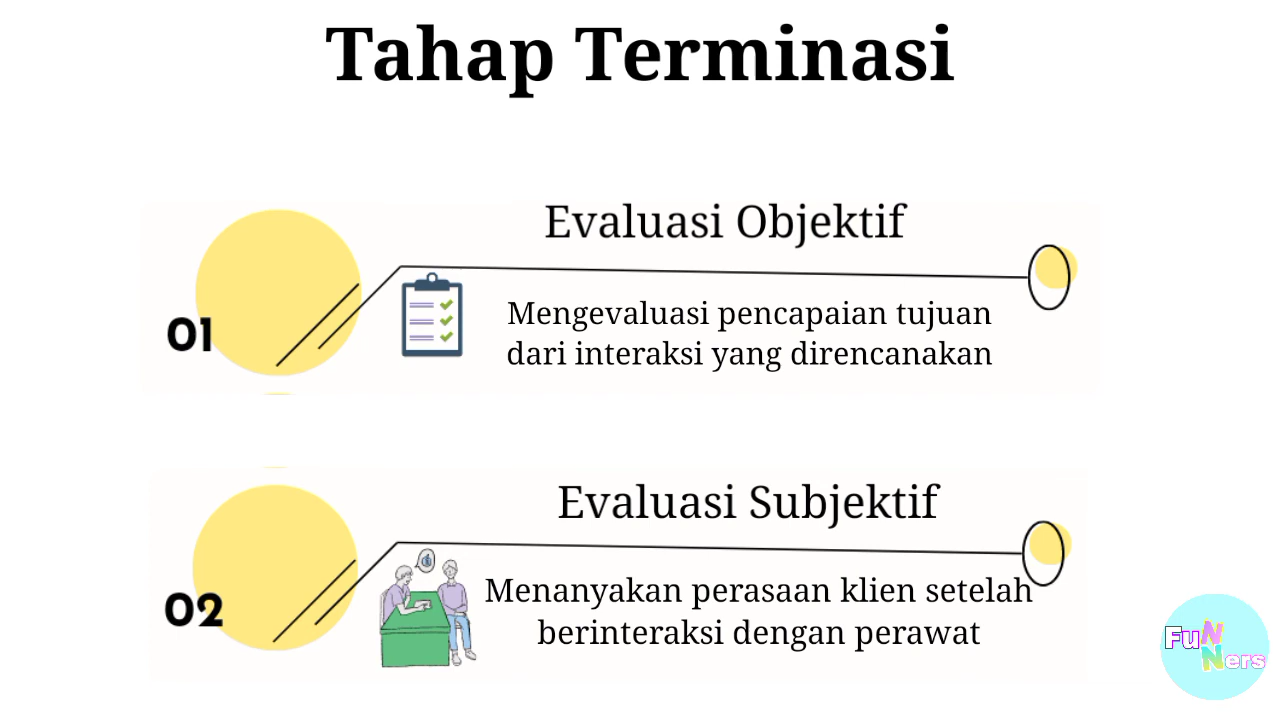 Tahap Terminasi
Evaluasi Objektif
01
Mengevaluasi pencapaian tujuan
dari interaksi yang direncanakan
Evaluasi Subjektif
02
Menanyakan perasaan klien setelah
berinteraksi dengan perawat
FuN
Ners